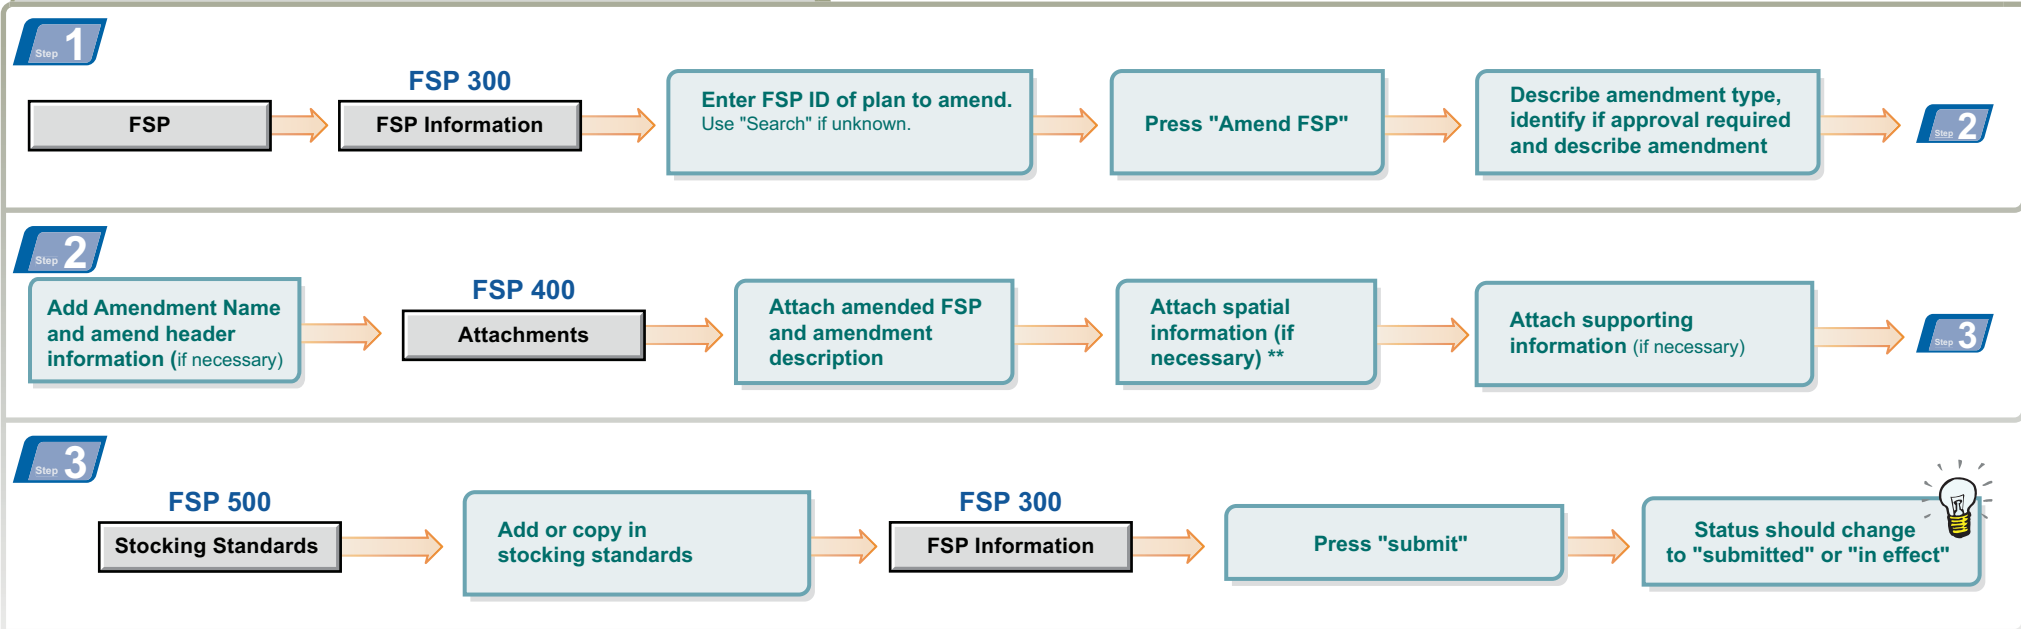 Step 1
FSP 300
FSP
FSP Information
Enter FSP ID of plan to amend.
Use "Search" if unknown.
Press "Amend FSP"
Describe amendment type,
identify if approval required
and describe amendment
Step 2
Step 2
Add Amendment Name
and amend header
information (if necessary)
FSP 400
Attachments
Attach amended FSP
and amendment
description
Attach spatial
information (if
necessary) **
Attach supporting
information (if necessary)
Step 3
Step 3
FSP 500
Stocking Standards
Add or copy in
stocking standards
FSP 300
FSP Information
Press "submit"
Status should change
to "submitted" or "in effect"